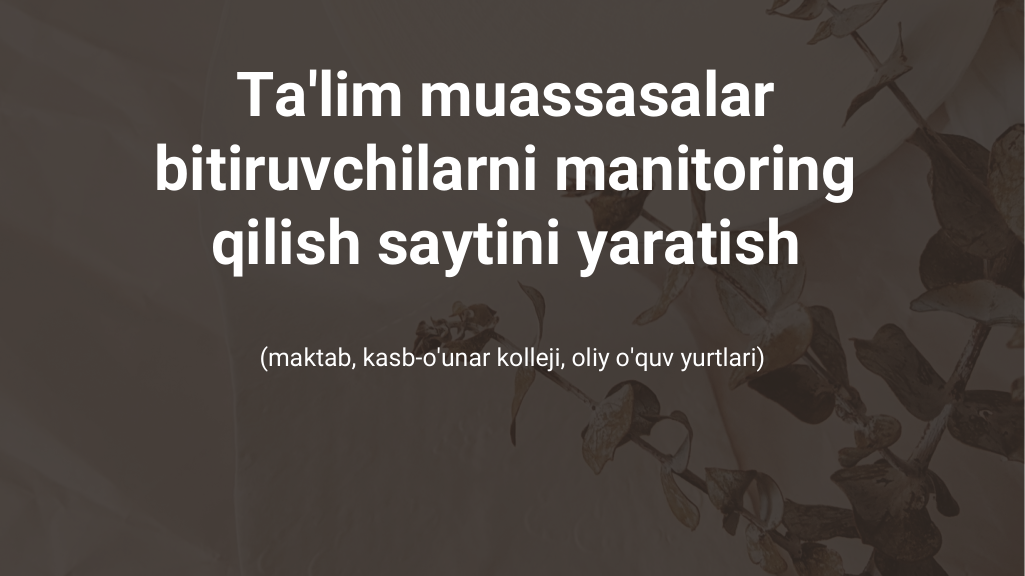 Ta'lim muassasalar
bitiruvchilarni manitoring
qilish saytini yaratish
(maktab, kasb-o'unar kolleji, oliy o'quv yurtlari)